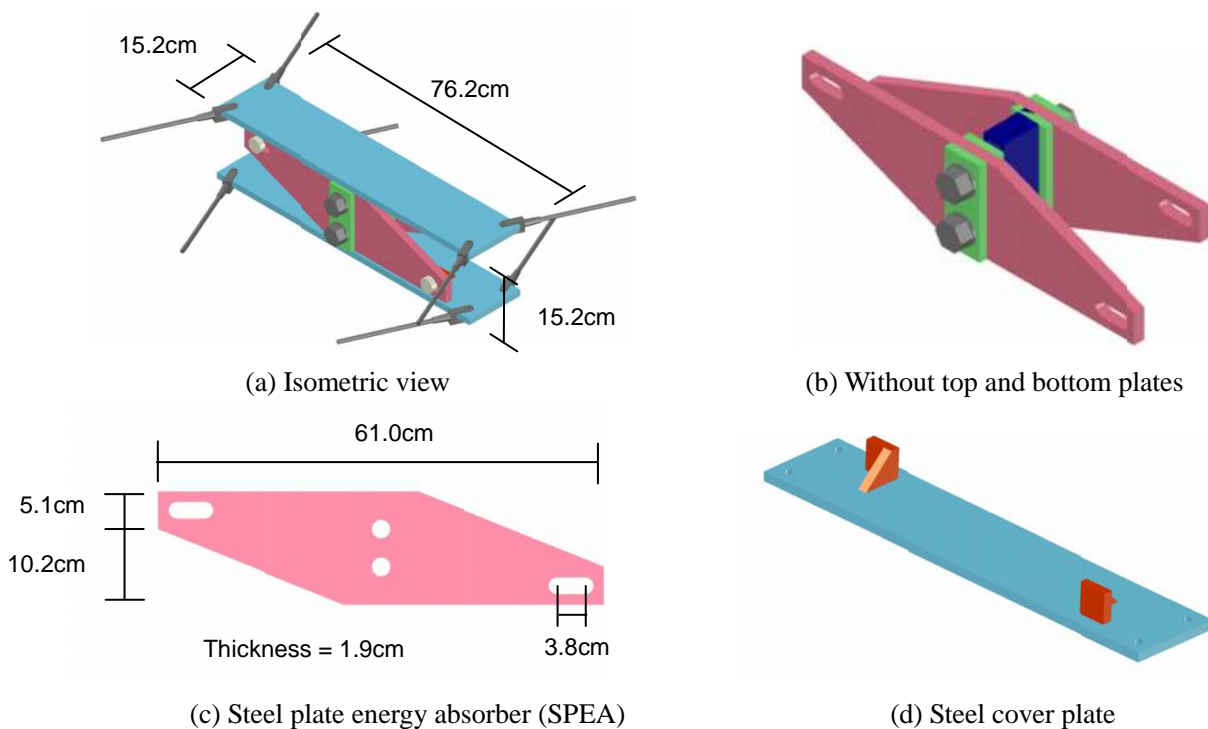 15.2cm
76.2cm
15.2cm
(a) Isometric view
(b) Without top and bottom plates
61.0cm
5.1cm
10.2cm
Thickness = 1.9cm
3.8cm
(c) Steel plate energy absorber (SPEA)
(d) Steel cover plate